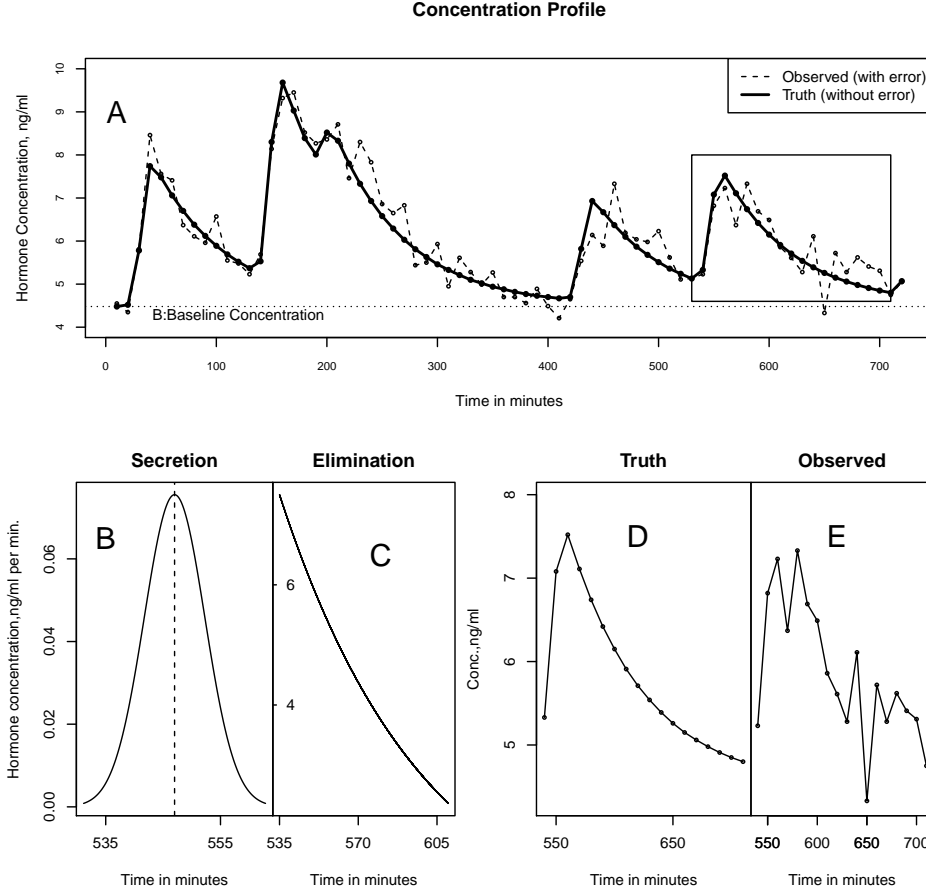 Concentration Profile
Hormone Concentration, ng/ml
10
9
8
7
6
5
4
A
Observed (with error)
Truth (without error)
B:Baseline Concentration
0 100 200 300 400 500 600 700
Time in minutes
Secretion
Elimination
Truth
Observed
Hormone concentration,ng/ml per min.
0.06
0.04
0.02
0.00
B
535 555
Time in minutes
C
6
4
535 570 605
Time in minutes
Conc.,ng/ml
8
7
6
5
D
550 650
Time in minutes
E
550 600 650 700
Time in minutes